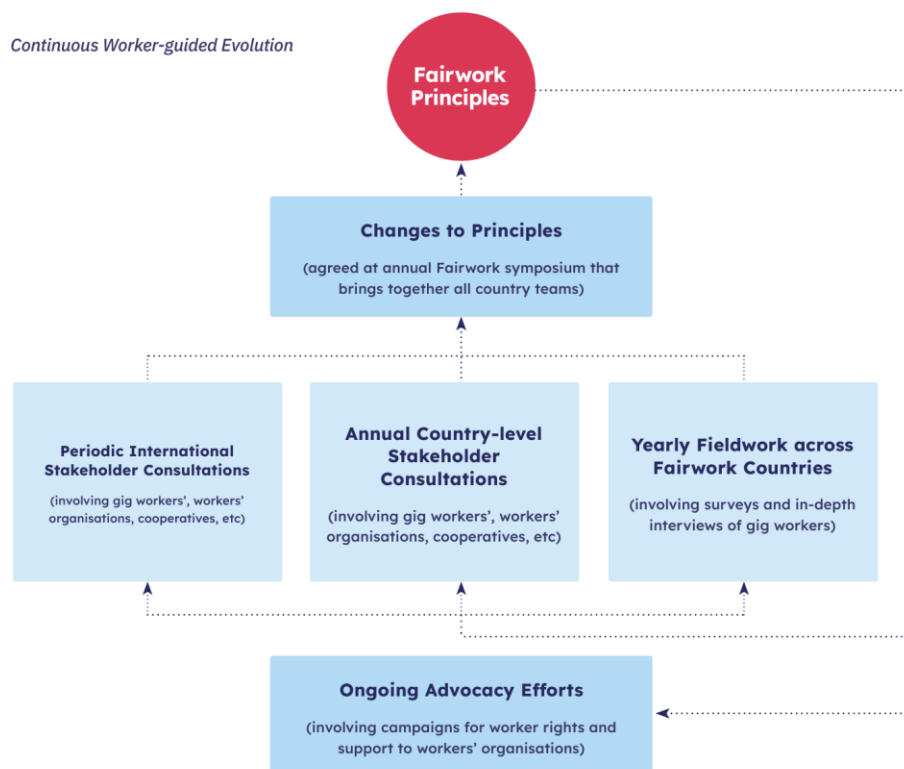 Continuous Worker-guided Evolution
Fairwork
Principles
Changes to Principles
(agreed at annual Fairwork symposium that
brings together all country teams)
Periodic International
Stakeholder Consultations
(involving gig workers’, workers’
organisations, cooperatives, etc)
Annual Country-level
Stakeholder
Consultations
(involving gig workers’, workers’
organisations, cooperatives, etc)
Yearly Fieldwork across
Fairwork Countries
(involving surveys and in-depth
interviews of gig workers)
Ongoing Advocacy Efforts
(involving campaigns for worker rights and
support to workers’ organisations)